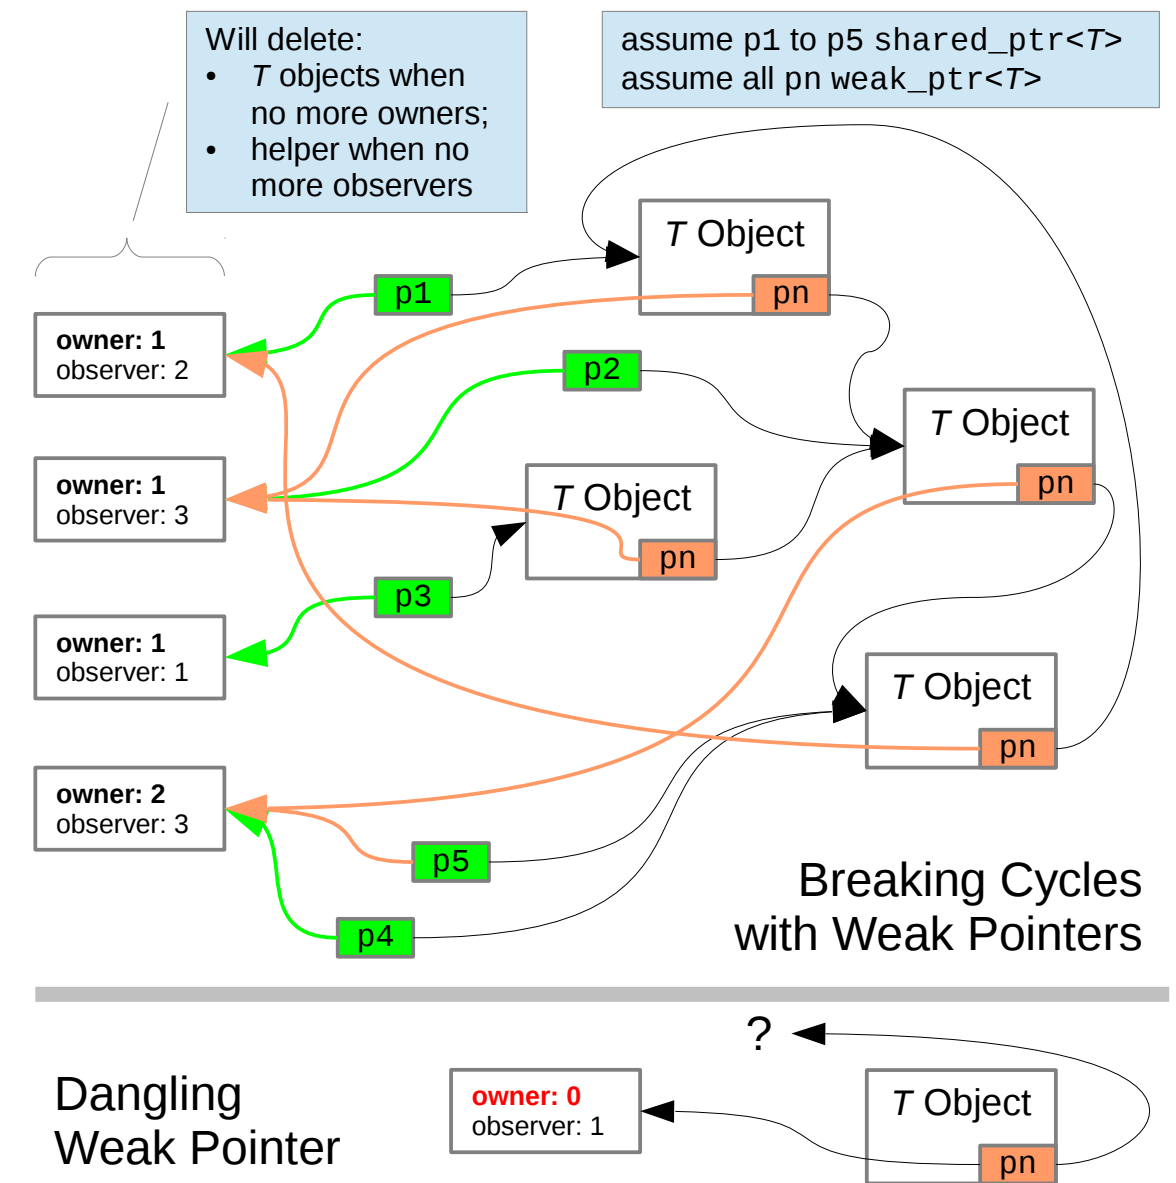 Will delete:
• T objects when
no more owners;
• helper when no
more observers
assume p1 to p5 shared_ptr<T>
assume all pn weak_ptr<T>
T Object
pn
p1
owner: 1
observer: 2
p2
T Object
pn
owner: 1
observer: 3
T Object
pn
p3
owner: 1
observer: 1
T Object
pn
owner: 2
observer: 3
p5
p4
Breaking Cycles
with Weak Pointers
?
Dangling
Weak Pointer
owner: 0
observer: 1
T Object
pn